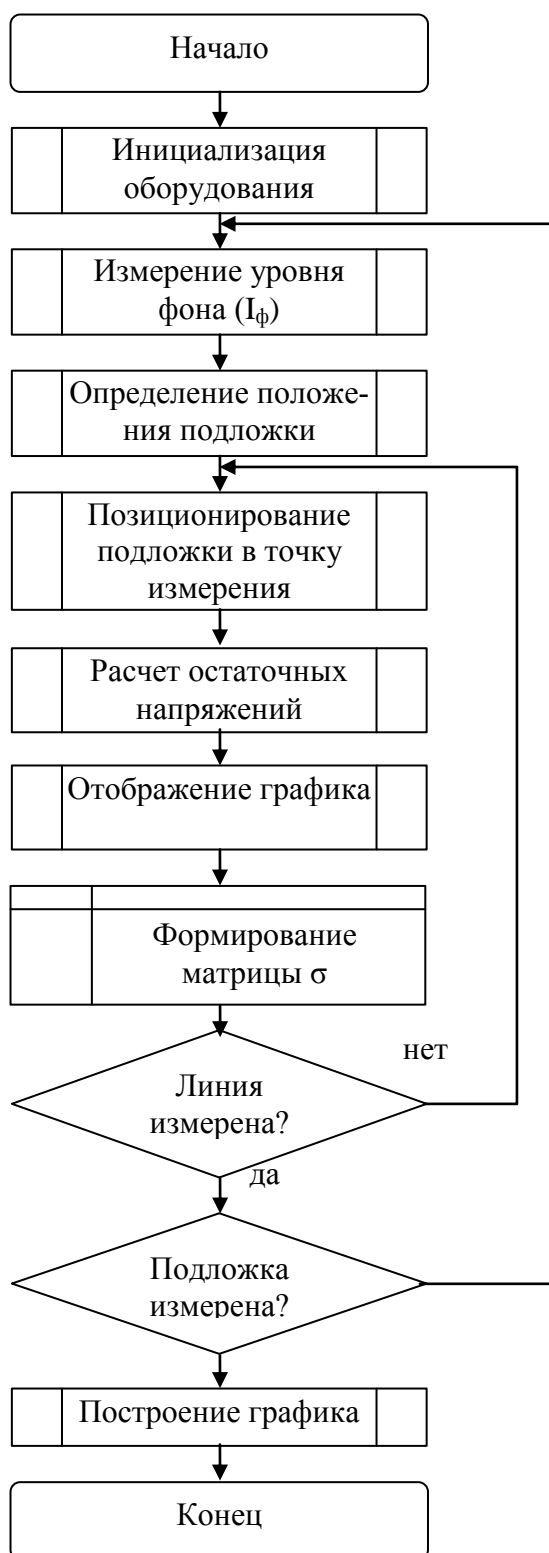 Начало
Инициализация
оборудования
Измерение уровня
фона (Iф)
Определение положе-
ния подложки
Позиционирование
подложки в точку
измерения
Расчет остаточных
напряжений
Отображение графика
Формирование
матрицы σ
нет
Линия
измерена?
да
Подложка
измерена?
Построение графика
Конец